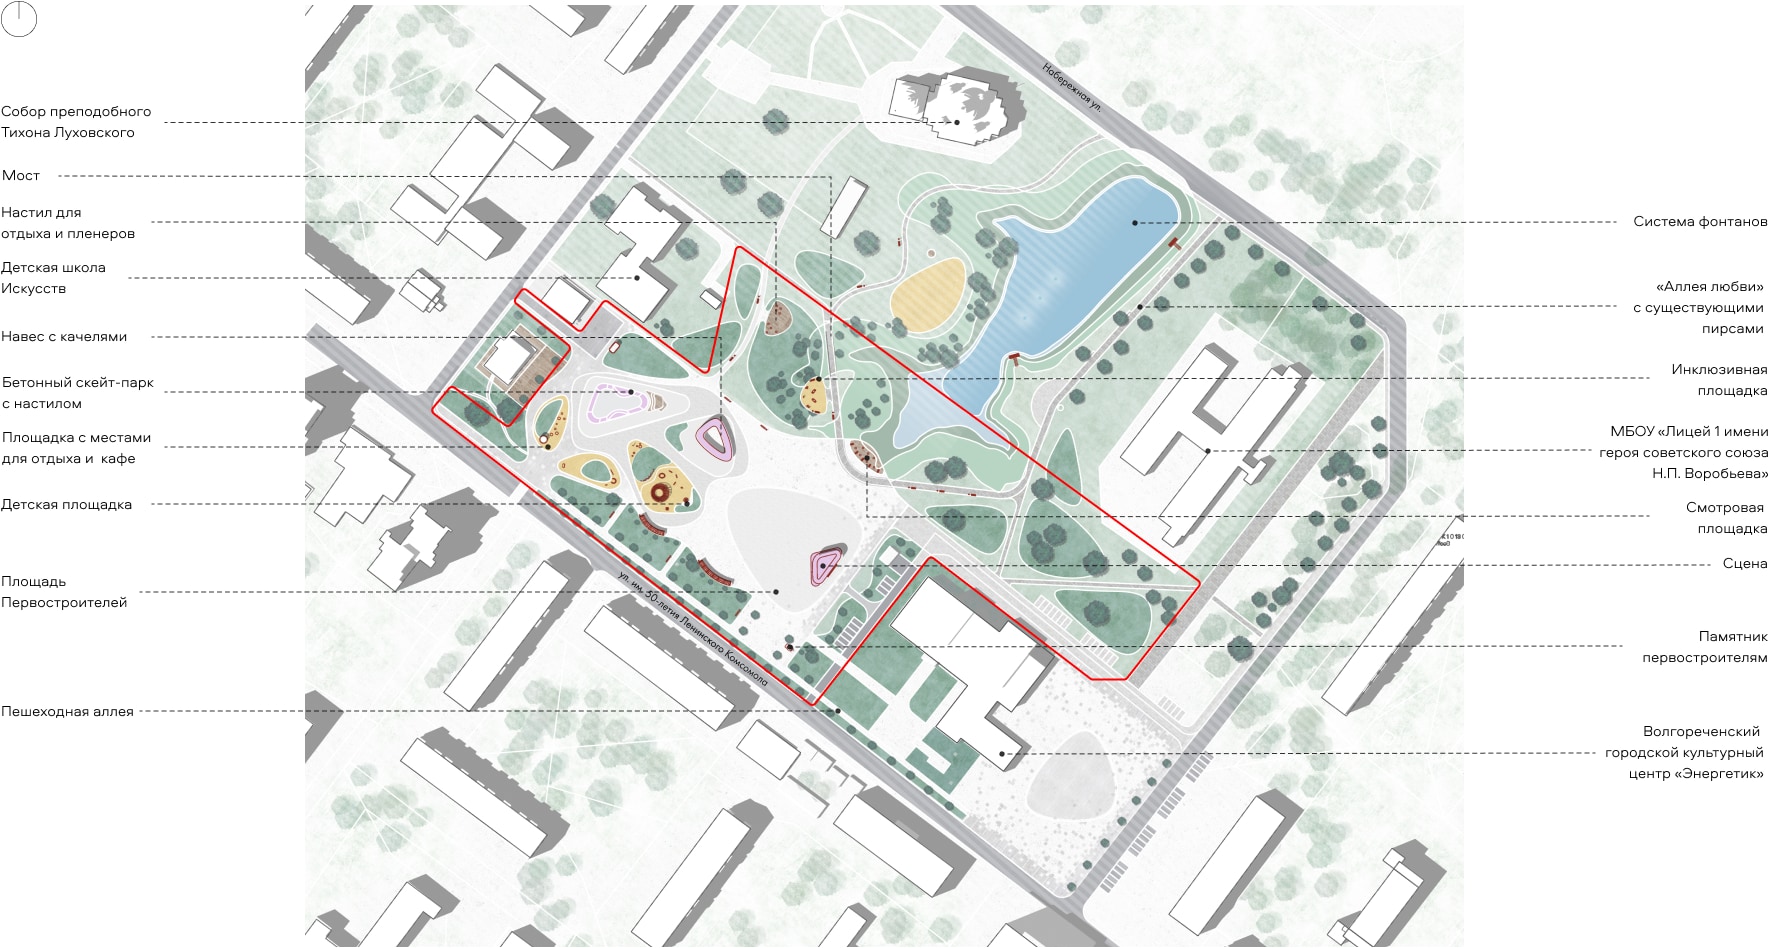 Собор преподобного
Тихона Луховского
Мост
Настил для
отдыха и пленеров
Детская школа
Искусств
Навес с качелями
Бетонный скейт-парк
с настилом
Площадка с местами
для отдыха и кафе
Детская площадка
Площадь
Первостроителей
Пешеходная аллея
Набережная ул.
ул. им. 50-летия Ленинского Комсомола
Система фонтанов
«Аллея любви»
с существующими
пирсами
Инклюзивная
площадка
МБОУ «Лицей 1 имени
героя советского союза
Н.П. Воробьева»
Смотровая
площадка
Сцена
Памятник
первостроителям
Волгореченский
городской культурный
центр «Энергетик»